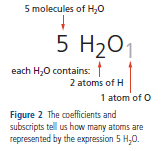 5 molecules of H₂O
5 H₂O₁
each H₂O contains:
2 atoms of H
1 atom of O
Figure 2 The coefficients and
subscripts tell us how many atoms are
represented by the expression 5 H₂O.